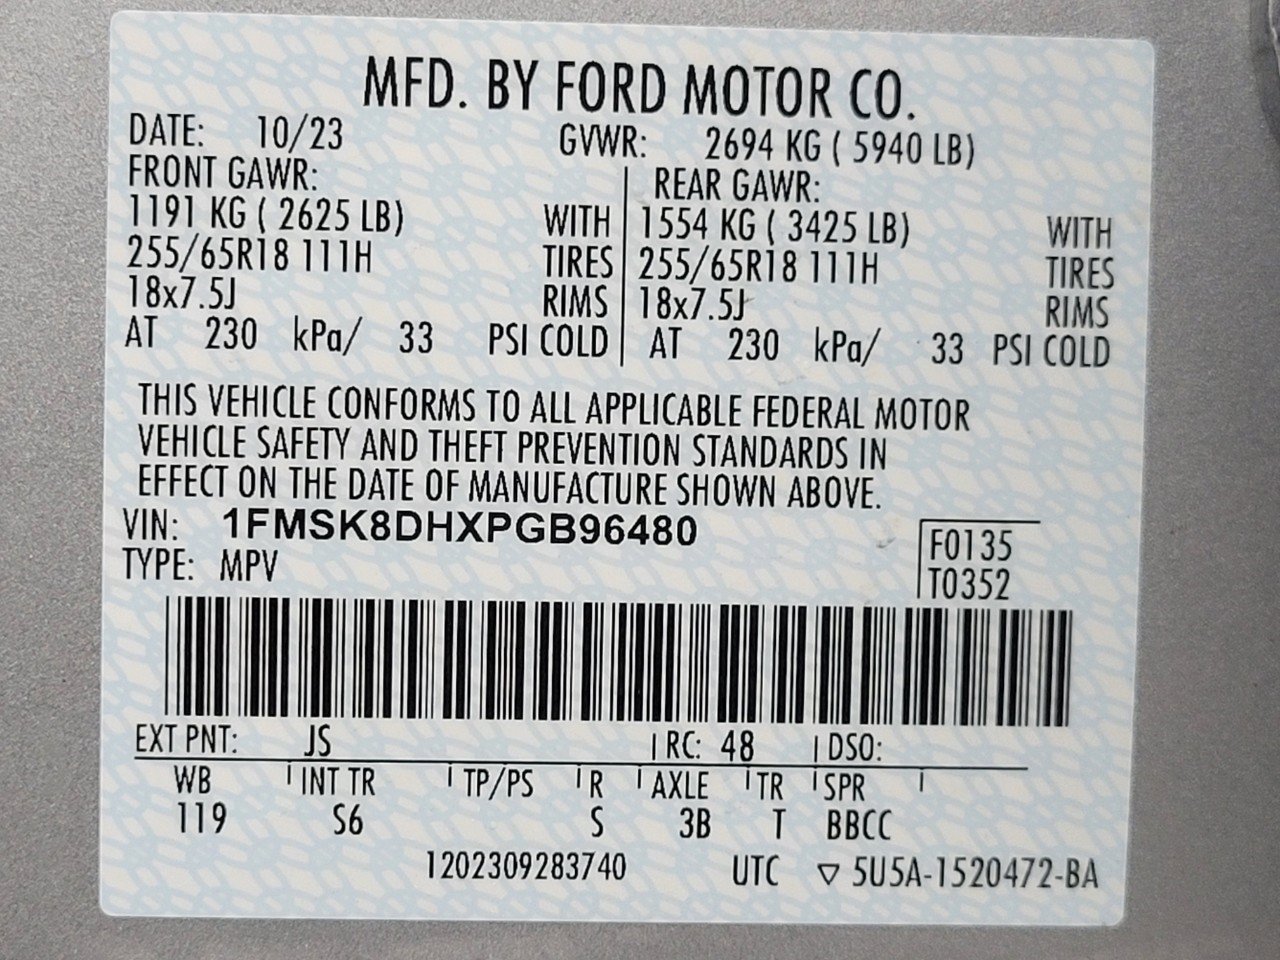 MFD. BY FORD MOTOR CO.
DATE: 10/23 GVWR: 2694 KG ( 5940 LB)
FRONT GAWR: REAR GAWR:
1191 KG ( 2625 LB) WITH 1554 KG ( 3425 LB) WITH
255/65R18 111H TIRES 255/65R18 111H TIRES
18x7.5J RIMS 18x7.5J RIMS
AT 230 kPa/ 33 PSI COLD AT 230 kPa/ 33 PSI COLD
THIS VEHICLE CONFORMS TO ALL APPLICABLE FEDERAL MOTOR
VEHICLE SAFETY AND THEFT PREVENTION STANDARDS IN
EFFECT ON THE DATE OF MANUFACTURE SHOWN ABOVE.
VIN: 1FMSK8DHXPGB96480
F0135
TYPE: MPV
T0352
EXT PNT: JS RC: 48 DSO:
WB INT TR TP/PS R AXLE TR SPR
119 S6 S 3B T BBCC
1202309283740 UTC ▽ 5U5A-1520472-BA